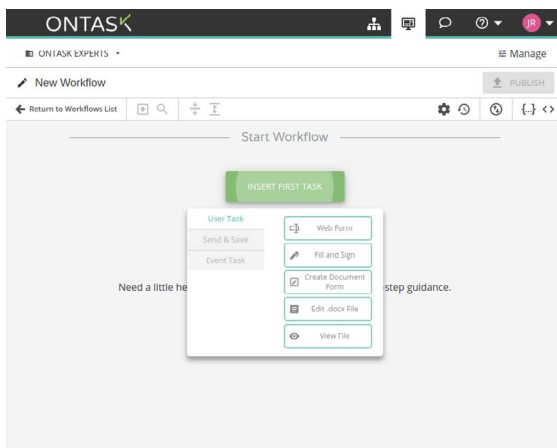 ONTASK
JR
ONTASK EXPERTS
Manage
New Workflow
PUBLISH
Return to Workflows List
{..} <>
Start Workflow
INSERT FIRST TASK
User Task
Send & Save
Event Task
Web Form
Fill and Sign
Create Document
Form
Edit .docx File
View File
Need a little he
-step guidance.